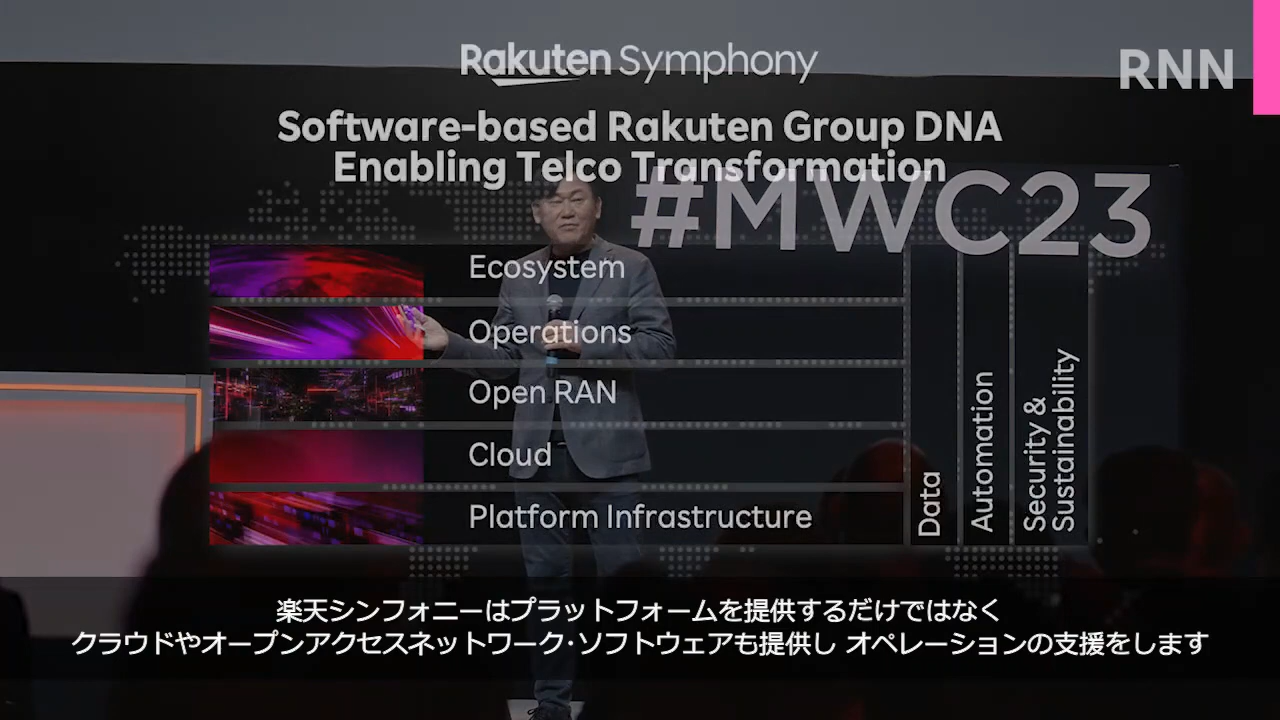 Rakuten Symphony
RNN
Software-based Rakuten Group DNA
Enabling Telco Transformation
#MWC23
Ecosystem
Operations
Open RAN
Cloud
Platform Infrastructure
Data
Automation
Security &
Sustainability
楽天シンフォニーはプラットフォームを提供するだけではなく
クラウドやオープンアクセスネットワーク・ソフトウェアも提供し オペレーションの支援をします